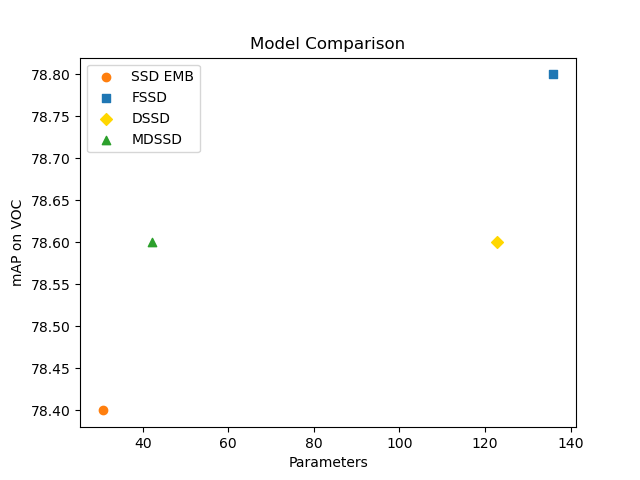 Model Comparison
SSD EMB
FSSD
DSSD
MDSSD
78.80
78.75
78.70
78.65
78.60
78.55
78.50
78.45
78.40
mAP on VOC
40 60 80 100 120 140
Parameters